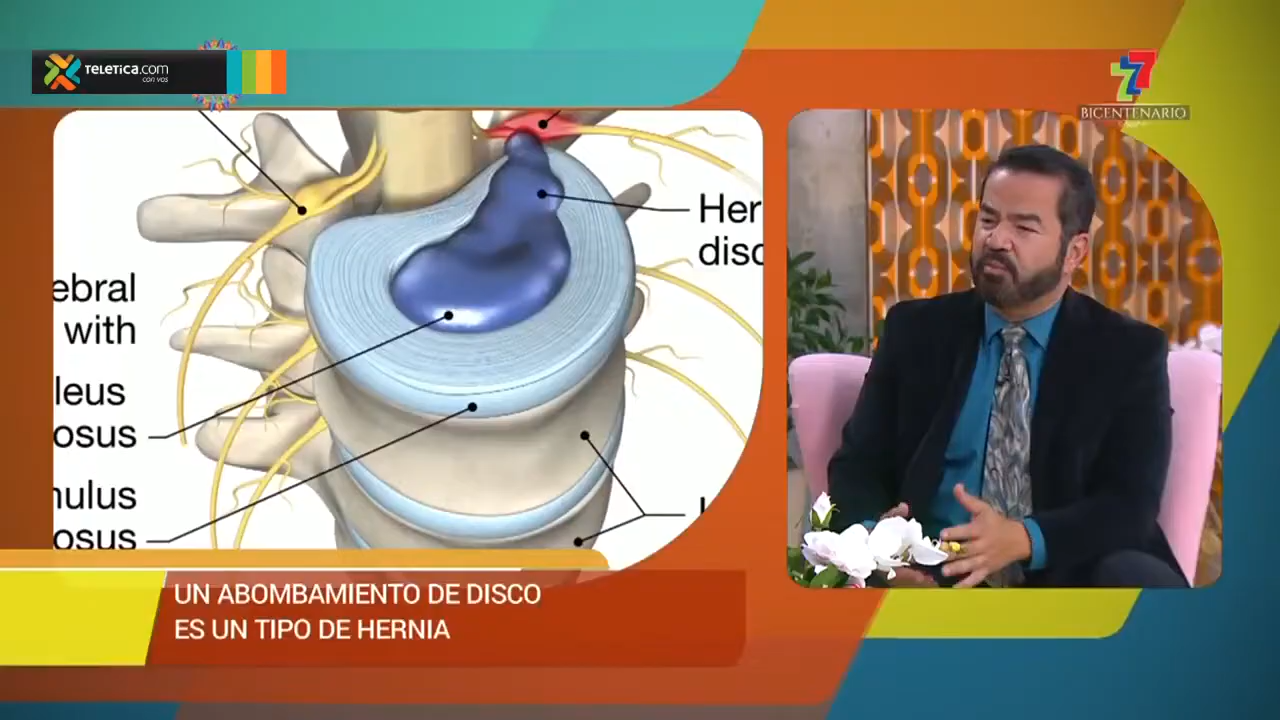 TELETICA.com
con vos
7
BICENTENARIO
Her
disc
ebral
with
leus
osus
nulus
osus
UN ABOMBAMIENTO DE DISCO
ES UN TIPO DE HERNIA